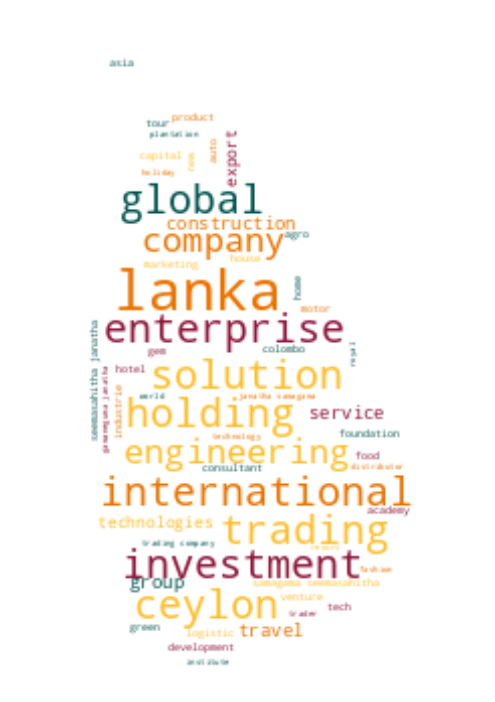 asia
product
tour
plantation
export
auto
capital
new
holiday
global
construction
company
agro
house
marketing
lanka
home
motor
enterprise
seemasahitha janatha
colombo
royal
gem
hotel
solution
industrie
world
janatha samagama
holding
service
technology
foundation
engineering
food
consultant
distributor
international
academy
technologies
trading
trading company
investment
fashion
group
samagama seemasahitha
ceylon
venture
tech
trader
green
logistic
travel
development
institute